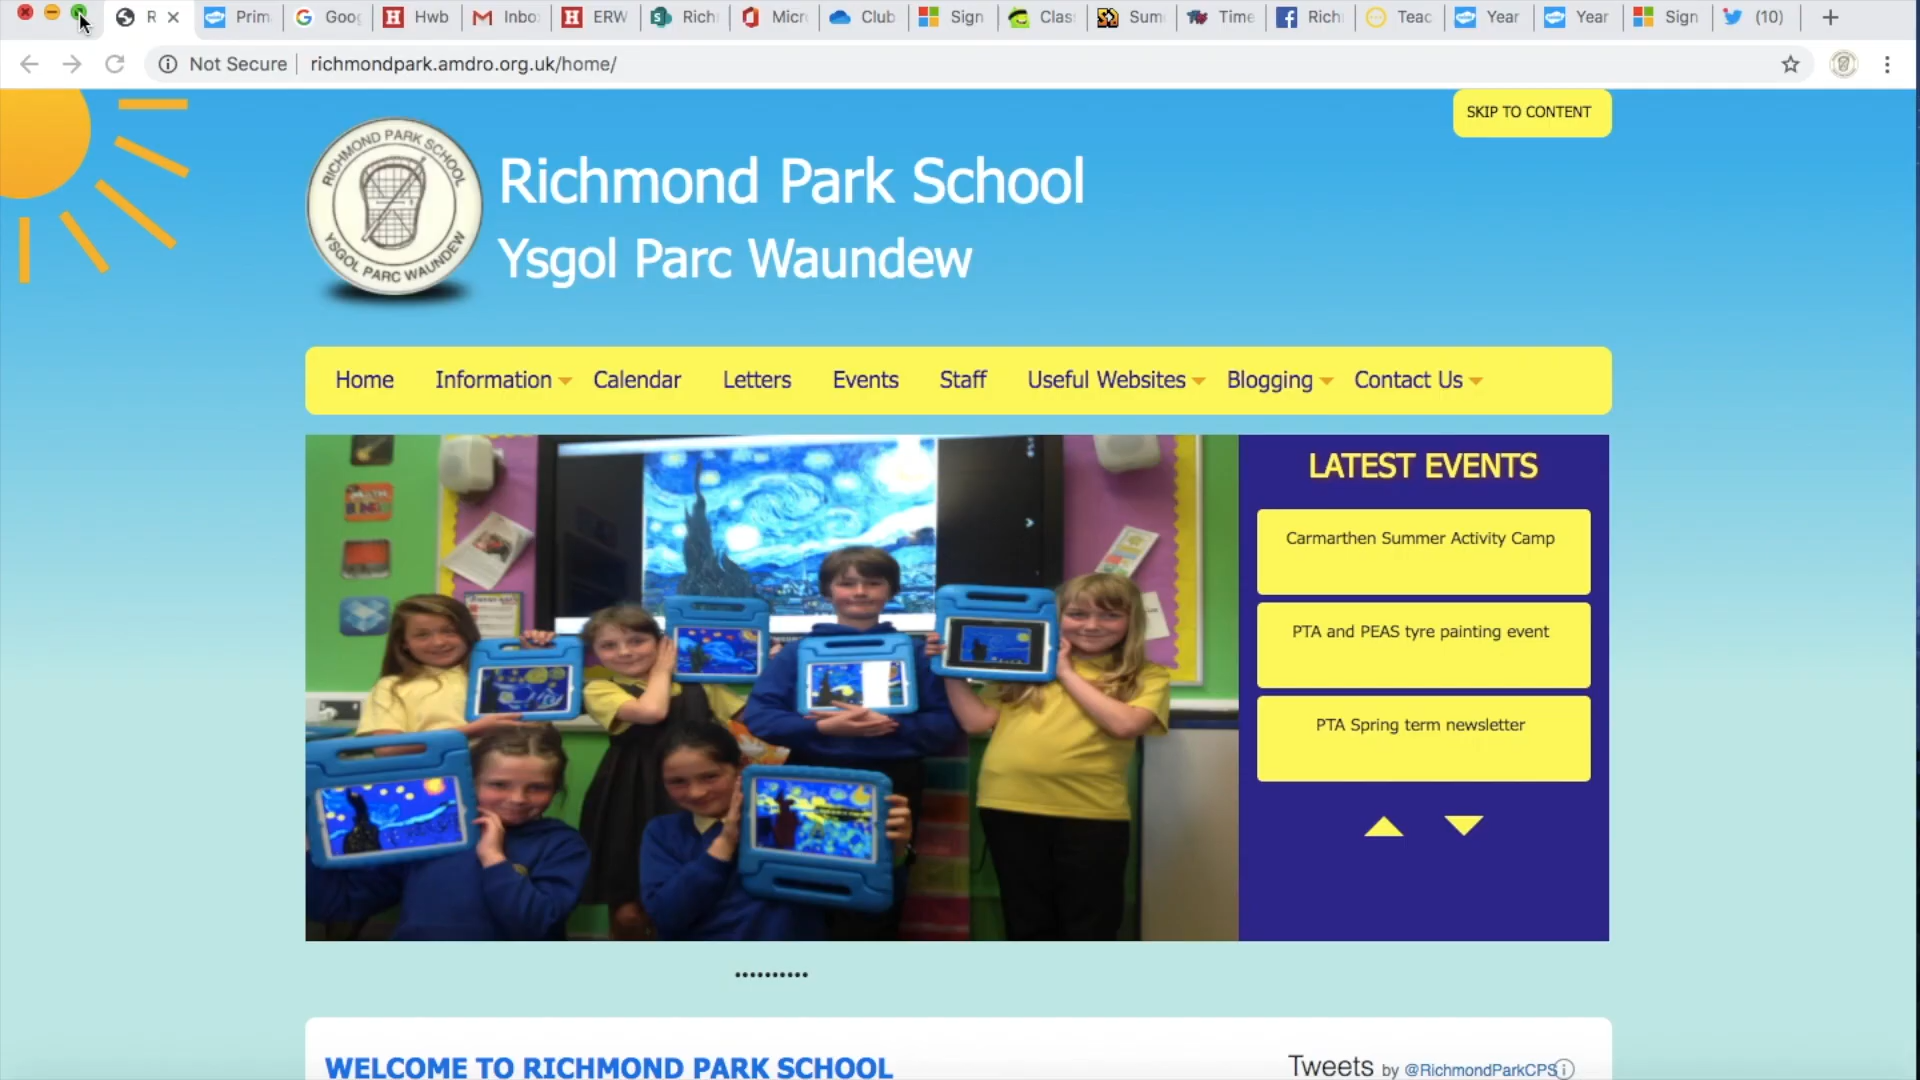 R
Prim
Goog
Hwb
Inbo
ERW
Rich
Micr
Club
Sign
Clas
Sum
Time
Rich
Teac
Year
Year
Sign
(10)
Not Secure
richmondpark.amdro.org.uk/home/
SKIP TO CONTENT
RICHMOND PARK SCHOOL
YSGOL PARC WAUNDEW
Richmond Park School
Ysgol Parc Waundew
Home Information Calendar Letters Events Staff Useful Websites Blogging Contact Us
LATEST EVENTS
Carmarthen Summer Activity Camp
PTA and PEAS tyre painting event
PTA Spring term newsletter
WELCOME TO RICHMOND PARK SCHOOL
Tweets by @RichmondParkCPS